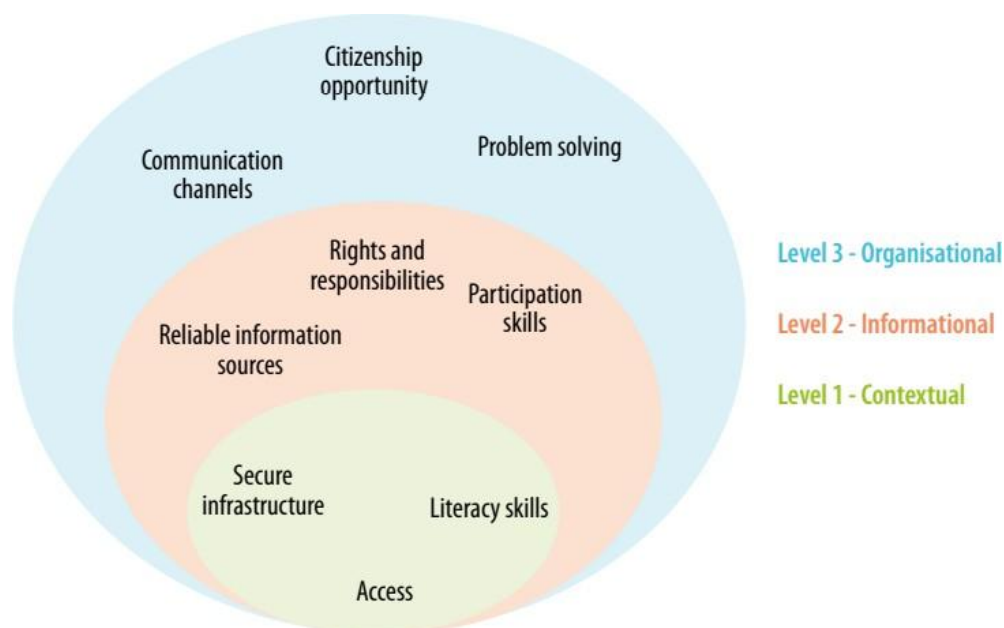 Citizenship
opportunity
Problem solving
Communication
channels
Rights and
responsibilities
Participation
skills
Reliable information
sources
Secure
infrastructure
Literacy skills
Access
Level 3 - Organisational
Level 2 - Informational
Level 1 - Contextual